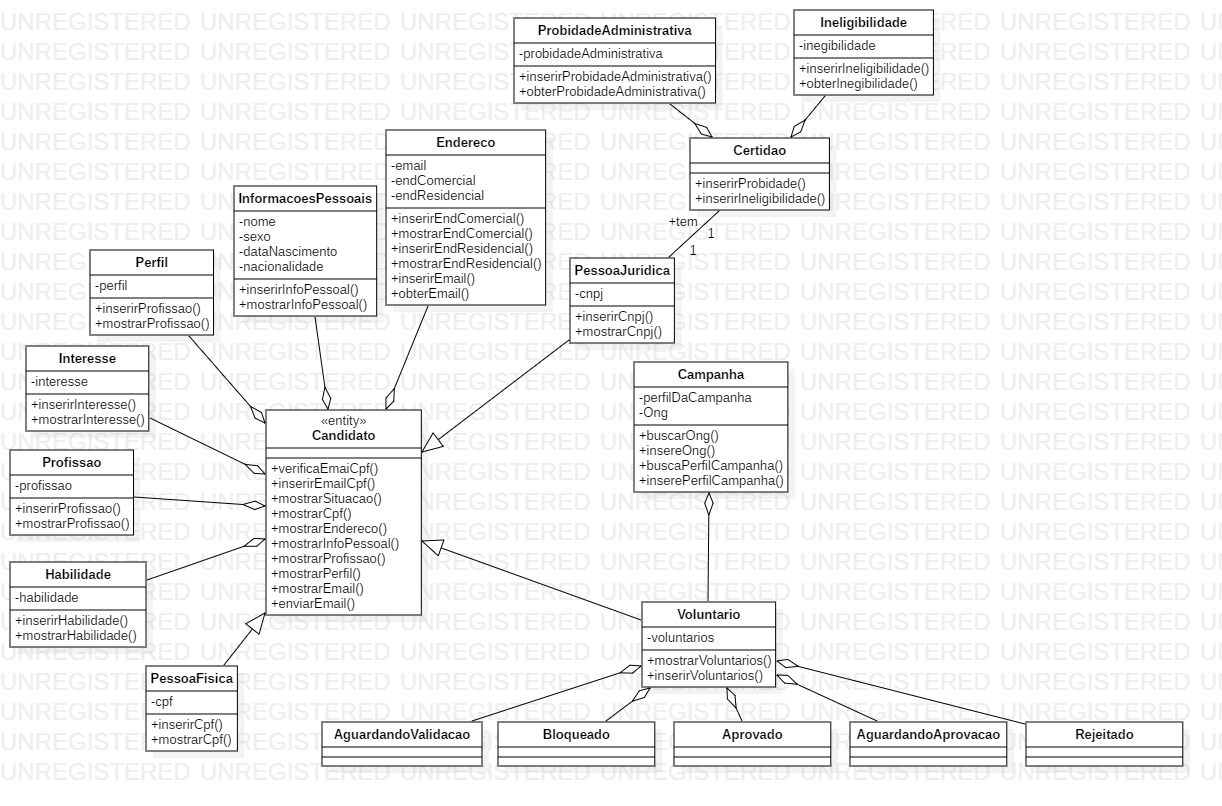 ProbidadeAdministrativa
-probidadeAdministrativa
+inserirProbidadeAdministrativa()
+obterProbidadeAdministrativa()
Ineligibilidade
-inegibilidade
+inserirIneligibilidade()
+obterInegibilidade()
Certidao
+inserirProbidade()
+inserirIneligibilidade()
+tem
1
1
Endereco
-email
-endComercial
-endResidencial
+inserirEndComercial()
+mostrarEndComercial()
+inserirEndResidencial()
+mostrarEndResidencial()
+inserirEmail()
+obterEmail()
InformacoesPessoais
-nome
-sexo
-dataNascimento
-nacionalidade
+inserirInfoPessoal()
+mostrarInfoPessoal()
Perfil
-perfil
+inserirProfissao()
+mostrarProfissao()
PessoaJuridica
-cnpj
+inserirCnpj()
+mostrarCnpj()
Interesse
-interesse
+inserirInteresse()
+mostrarInteresse()
Campanha
-perfilDaCampanha
-Ong
+buscarOng()
+insereOng()
+buscaPerfilCampanha()
+inserePerfilCampanha()
«entity»
Candidato
+verificaEmaiCpf()
+inserirEmailCpf()
+mostrarSituacao()
+mostrarCpf()
+mostrarEndereco()
+mostrarInfoPessoal()
+mostrarProfissao()
+mostrarPerfil()
+mostrarEmail()
+enviarEmail()
Profissao
-profissao
+inserirProfissao()
+mostrarProfissao()
Habilidade
-habilidade
+inserirHabilidade()
+mostrarHabilidade()
Voluntario
-voluntarios
+mostrarVoluntarios()
+inserirVoluntarios()
PessoaFisica
-cpf
+inserirCpf()
+mostrarCpf()
AguardandoValidacao
Bloqueado
Aprovado
AguardandoAprovacao
Rejeitado
UNREGISTERED